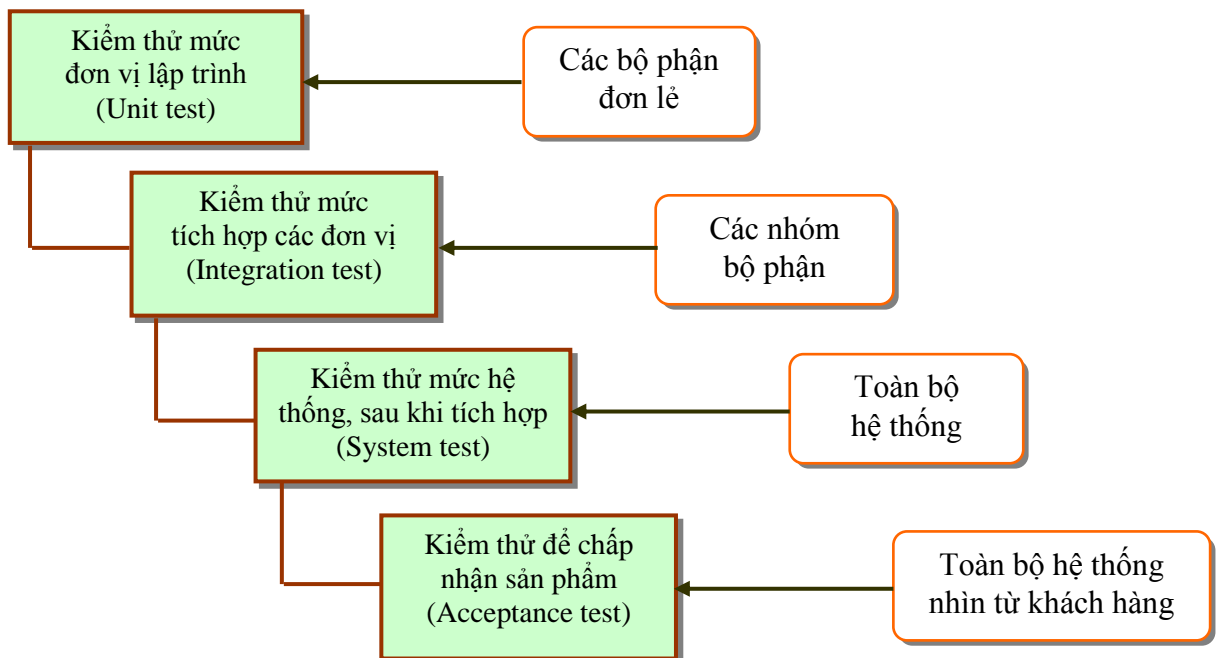 Kiểm thử mức
đơn vị lập trình
(Unit test)
Các bộ phận
đơn lẻ
Kiểm thử mức
tích hợp các đơn vị
(Integration test)
Các nhóm
bộ phận
Kiểm thử mức hệ
thống, sau khi tích hợp
(System test)
Toàn bộ
hệ thống
Kiểm thử để chấp
nhận sản phẩm
(Acceptance test)
Toàn bộ hệ thống
nhìn từ khách hàng